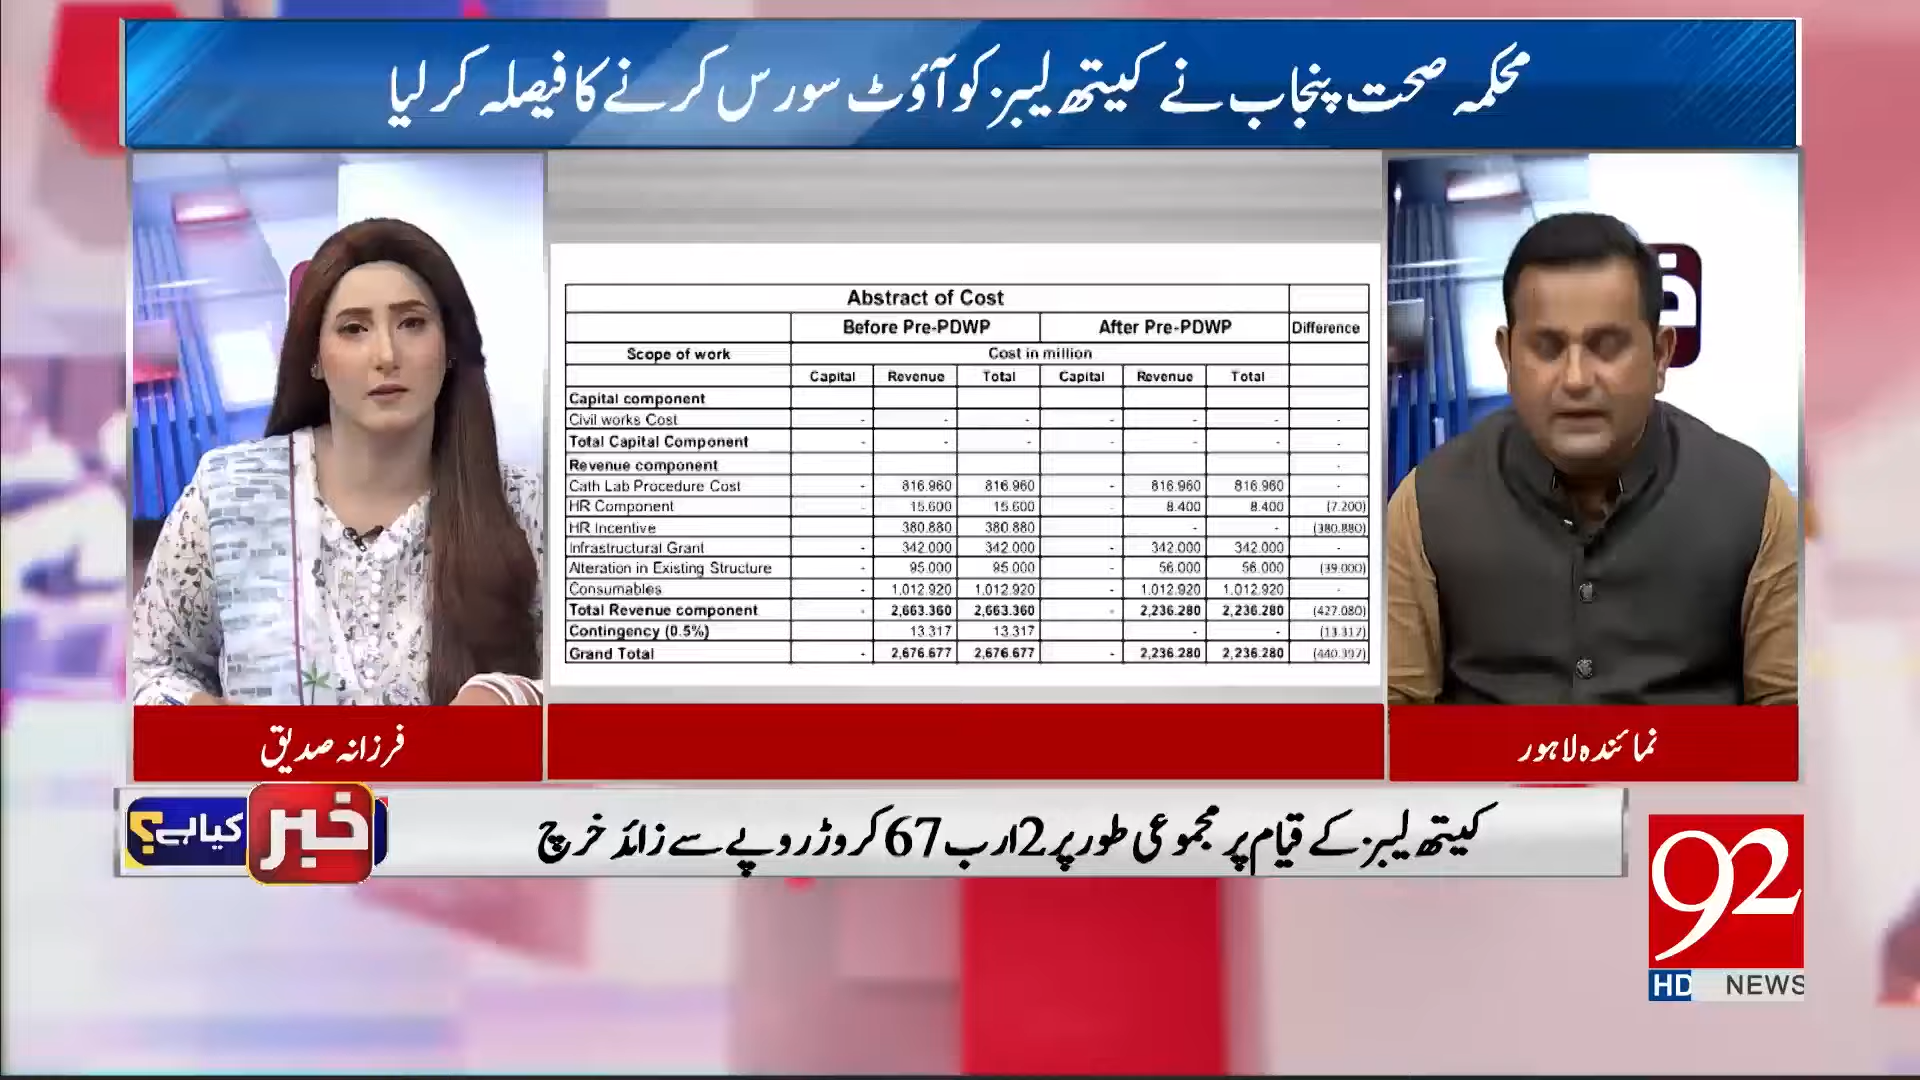 محکمہ صحت پنجاب نے کیتھ لیبز کو آؤٹ سورس کرنے کا فیصلہ کر لیا
Abstract of Cost
Before Pre-PDWP After Pre-PDWP Difference
Scope of work Cost in million
Capital Revenue Total Capital Revenue Total
Capital component
Civil works Cost - - - - - - -
Total Capital Component - - - - - - -
Revenue component -
Cath Lab Procedure Cost - 816.960 816.960 - 816.960 816.960 -
HR Component - 15.600 15.600 8.400 8.400 (7.200)
HR Incentive 380.880 380.880 - - (380.880)
Infrastructural Grant - 342.000 342.000 - 342.000 342.000 -
Alteration in Existing Structure - 95.000 95.000 - 56.000 56.000 (39.000)
Consumables - 1,012.920 1,012.920 - 1,012.920 1,012.920 -
Total Revenue component - 2,663.360 2,663.360 - 2,236.280 2,236.280 (427.080)
Contingency (0.5%) 13.317 13.317 - - (13.317)
Grand Total - 2,676.677 2,676.677 - 2,236.280 2,236.280 (440.397)
فرزانہ صدیق
نمائندہ لاہور
خبر کیا ہے؟
کیتھ لیبز کے قیام پر مجموعی طور پر 2 ارب 67 کروڑ روپے سے زائد خرچ
92
HD NEWS